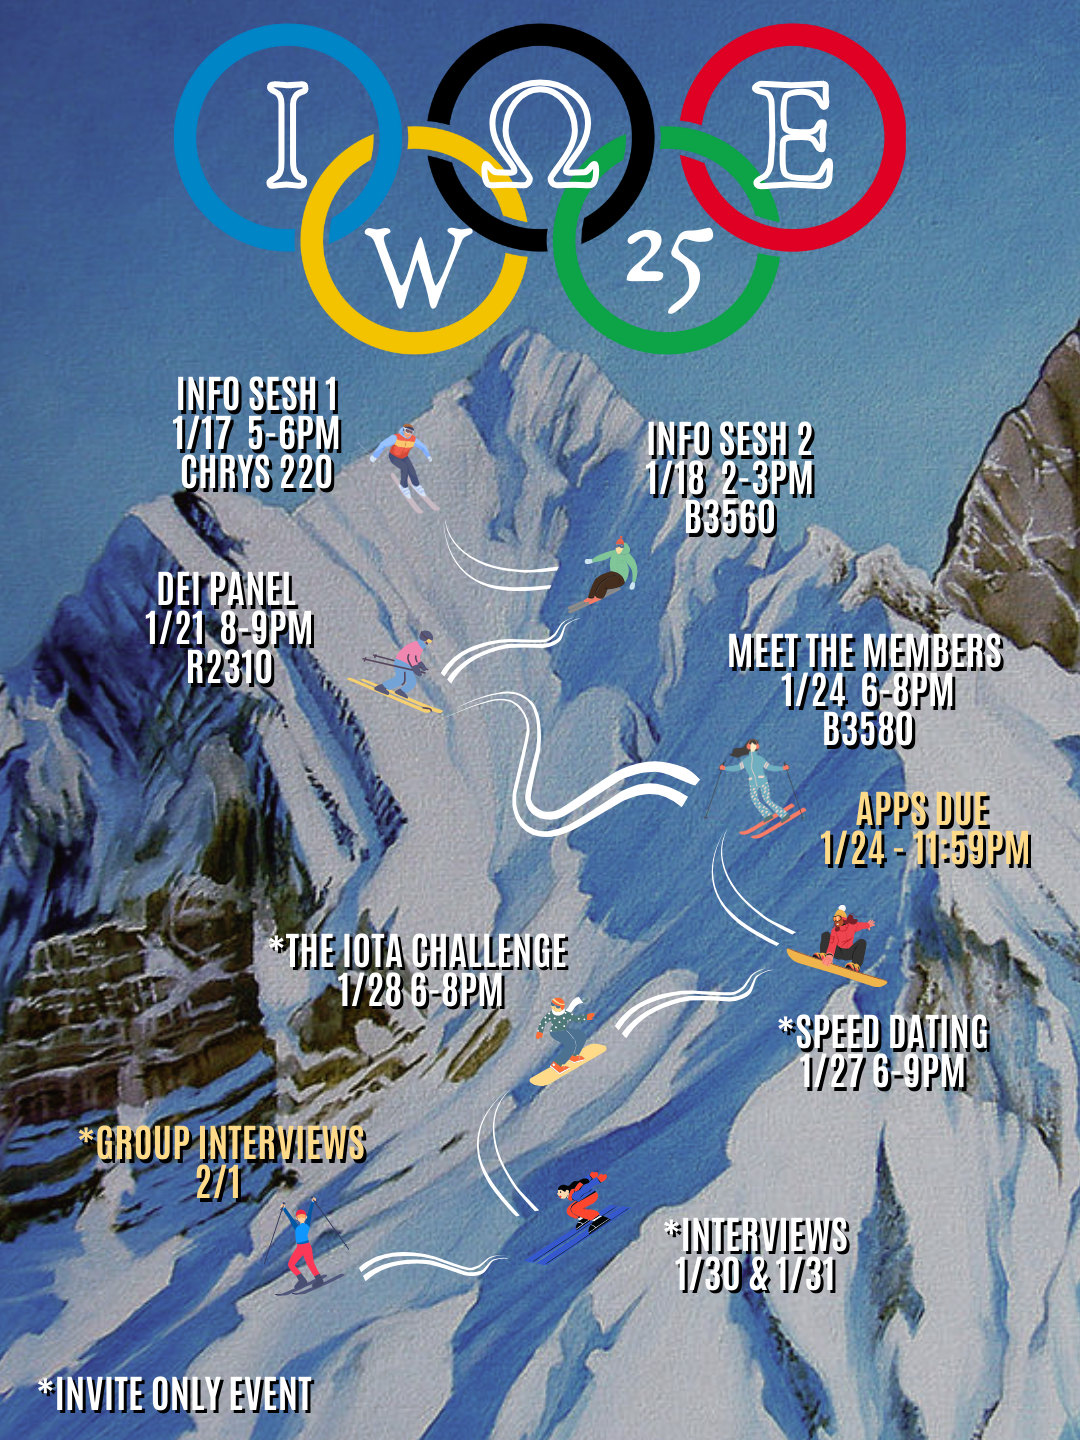 I Ω E
W 25
INFO SESH 1
1/17 5-6PM
CHRYS 220
INFO SESH 2
1/18 2-3PM
B3560
DEI PANEL
1/21 8-9PM
R2310
MEET THE MEMBERS
1/24 6-8PM
B3580
APPS DUE
1/24 - 11:59PM
*THE IOTA CHALLENGE
1/28 6-8PM
*SPEED DATING
1/27 6-9PM
*GROUP INTERVIEWS
2/1
*INTERVIEWS
1/30 & 1/31
*INVITE ONLY EVENT